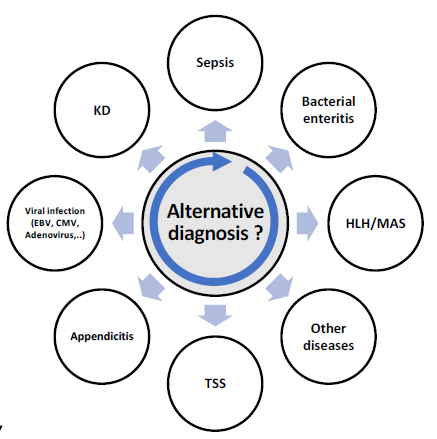 Sepsis
Bacterial
enteritis
HLH/MAS
Other
diseases
TSS
Appendicitis
Viral infection
(EBV, CMV,
Adenovirus,..)
KD
Alternative
diagnosis ?